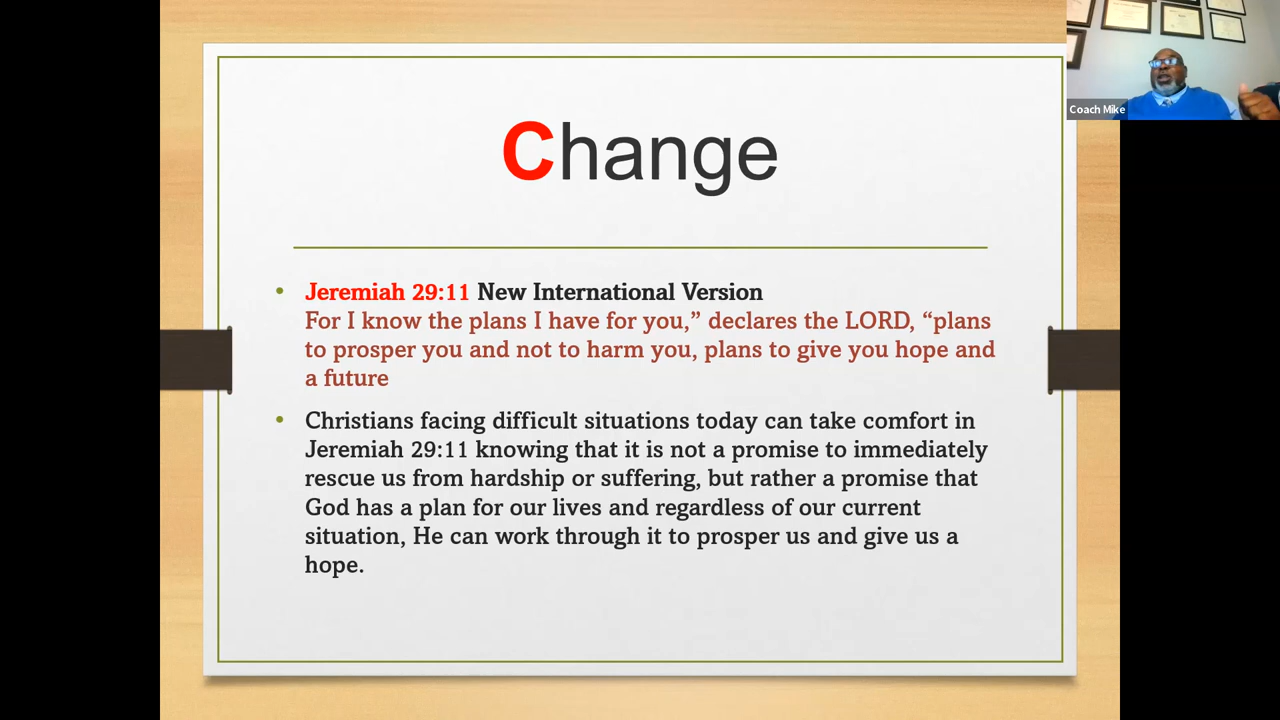 Change
Jeremiah 29:11 New International Version
For I know the plans I have for you,” declares the LORD, “plans
to prosper you and not to harm you, plans to give you hope and
a future
Christians facing difficult situations today can take comfort in
Jeremiah 29:11 knowing that it is not a promise to immediately
rescue us from hardship or suffering, but rather a promise that
God has a plan for our lives and regardless of our current
situation, He can work through it to prosper us and give us a
hope.
Coach Mike